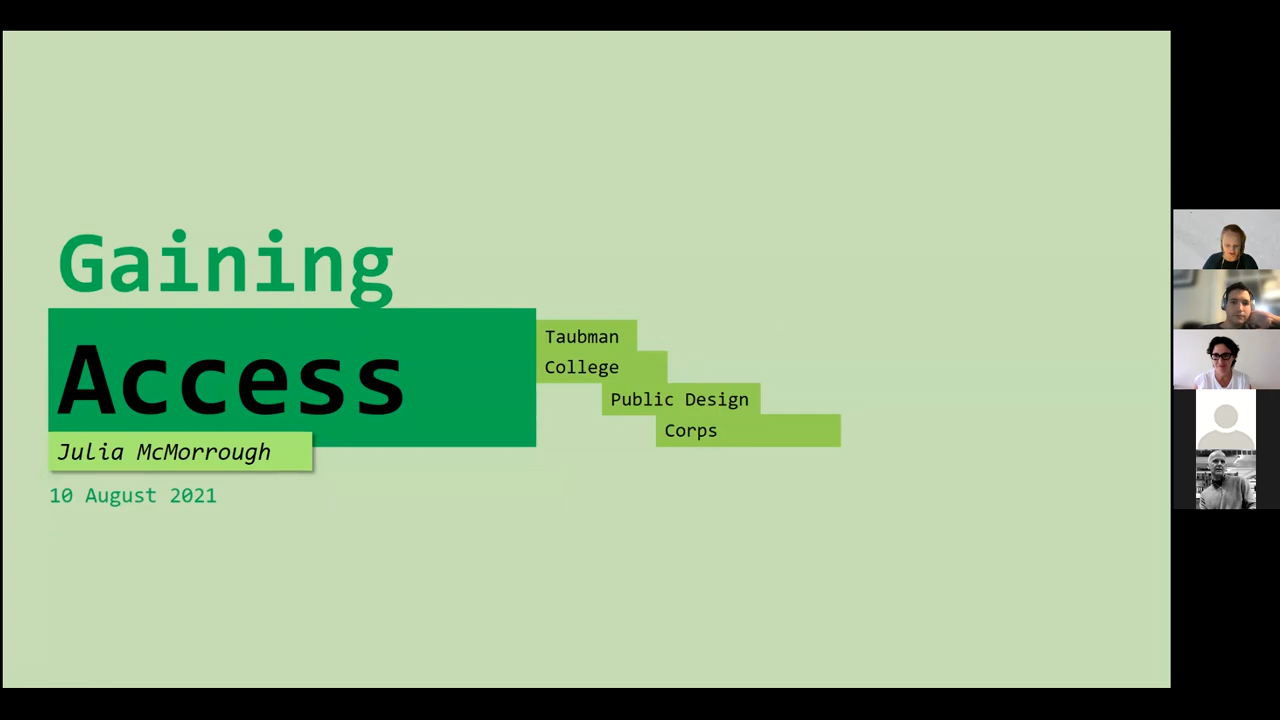 Gaining
Access
Julia McMorrough
10 August 2021
Taubman
College
Public Design
Corps